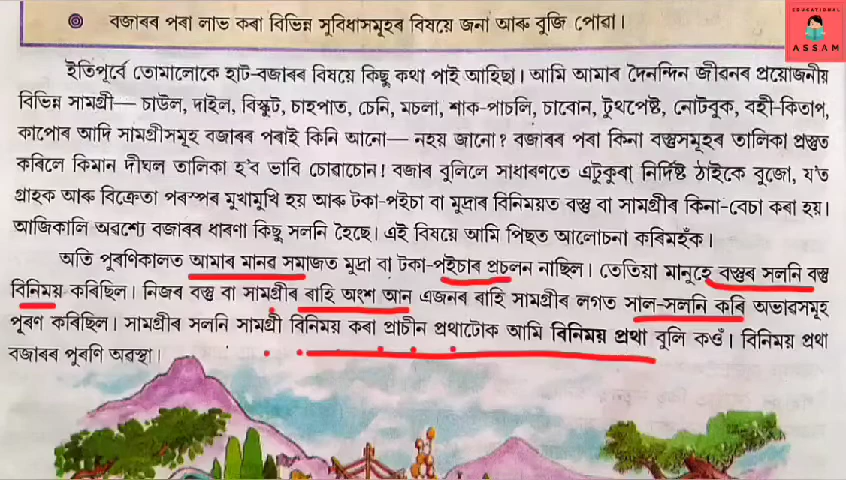 বজাৰৰ পৰা লাভ কৰা বিভিন্ন সুবিধাসমূহৰ বিষয়ে জনা আৰু বুজি পোৱা।
EDUCATIONAL
ASSAM
ইতিপূৰ্বে তোমালোকে হাট-বজাৰৰ বিষয়ে কিছু কথা পাই আহিছা। আমি আমাৰ দৈনন্দিন জীৱনৰ প্ৰয়োজনীয়
বিভিন্ন সামগ্ৰী— চাউল, দাইল, বিস্কুট, চাহপাত, চেনি, মচলা, শাক-পাচলি, চাবোন, টুথপেষ্ট, নোটবুক, বহী-কিতাপ,
কাপোৰ আদি সামগ্ৰীসমূহ বজাৰৰ পৰাই কিনি আনো— নহয় জানো? বজাৰৰ পৰা কিনা বস্তুসমূহৰ তালিকা প্ৰস্তুত
কৰিলে কিমান দীঘল তালিকা হ'ব ভাবি চোৱাচোন! বজাৰ বুলিলে সাধাৰণতে এটুকুৰা নিৰ্দিষ্ট ঠাইকে বুজো, য'ত
গ্ৰাহক আৰু বিক্ৰেতা পৰস্পৰ মুখামুখি হয় আৰু টকা-পইচা বা মুদ্ৰাৰ বিনিময়ত বস্তু বা সামগ্ৰীৰ কিনা-বেচা কৰা হয়।
আজিকালি অৱশ্যে বজাৰৰ ধাৰণা কিছু সলনি হৈছে। এই বিষয়ে আমি পিছত আলোচনা কৰিমহঁক।
অতি পুৰণিকালত আমাৰ মানৱ সমাজত মুদ্ৰা বা টকা-পইচাৰ প্ৰচলন নাছিল। তেতিয়া মানুহে বস্তুৰ সলনি বস্তু
বিনিময় কৰিছিল। নিজৰ বস্তু বা সামগ্ৰীৰ ৰাহি অংশ আন এজনৰ ৰাহি সামগ্ৰীৰ লগত সাল-সলনি কৰি অভাৱসমূহ
পূৰণ কৰিছিল। সামগ্ৰীৰ সলনি সামগ্ৰী বিনিময় কৰা প্ৰাচীন প্ৰথাটোক আমি বিনিময় প্ৰথা বুলি কওঁ। বিনিময় প্ৰথা
বজাৰৰ পুৰণি অৱস্থা।